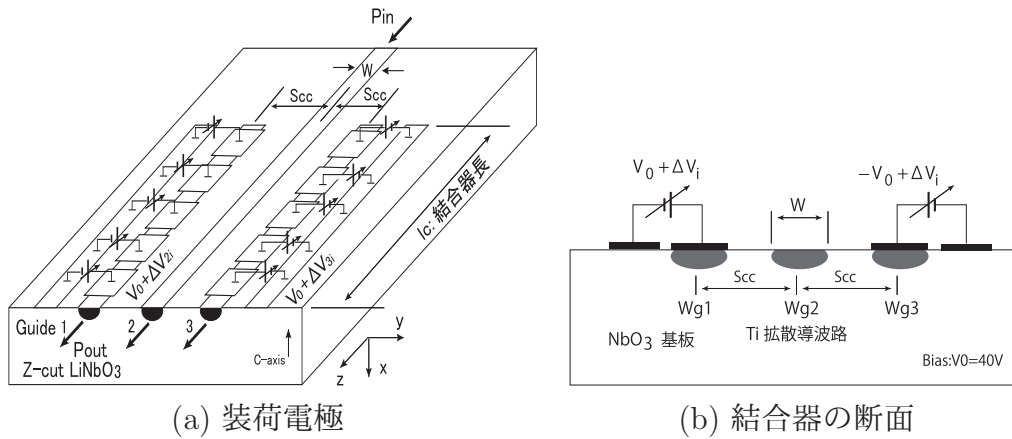 Pin
W
Scc
Scc
lc: 結合器長
V₀+ΔV₂ᵢ
V₀+ΔV₃ᵢ
Guide 1
2
3
Pout
Z-cut LiNbO₃
C-axis
y
z
x
(a) 装荷電極
V₀+ΔVᵢ
−V₀+ΔVᵢ
W
Scc
Scc
Wg1
Wg2
Wg3
NbO₃ 基板
Ti 拡散導波路
Bias:V0=40V
(b) 結合器の断面